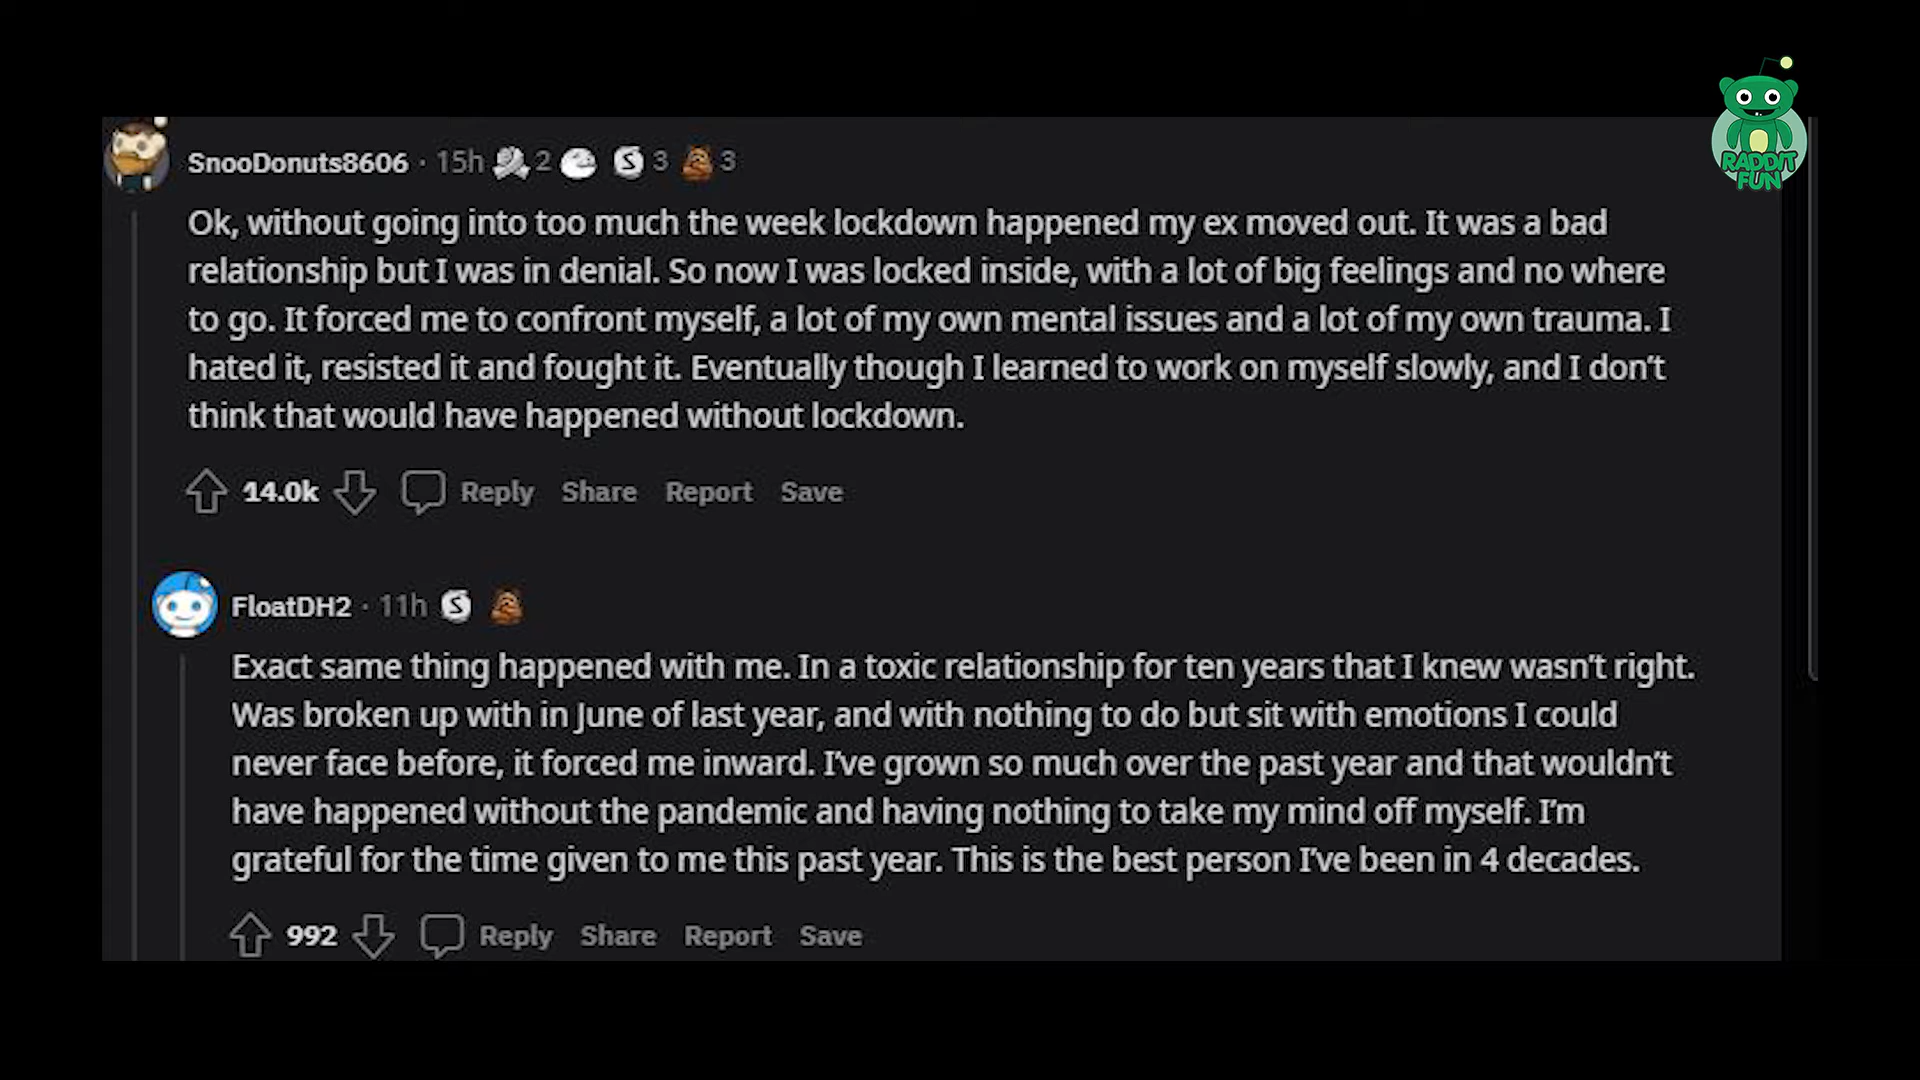 RADDIT
FUN
SnooDonuts8606 · 15h 2 S 3 3
Ok, without going into too much the week lockdown happened my ex moved out. It was a bad
relationship but I was in denial. So now I was locked inside, with a lot of big feelings and no where
to go. It forced me to confront myself, a lot of my own mental issues and a lot of my own trauma. I
hated it, resisted it and fought it. Eventually though I learned to work on myself slowly, and I don’t
think that would have happened without lockdown.
14.0k Reply Share Report Save
FloatDH2 · 11h S
Exact same thing happened with me. In a toxic relationship for ten years that I knew wasn’t right.
Was broken up with in June of last year, and with nothing to do but sit with emotions I could
never face before, it forced me inward. I’ve grown so much over the past year and that wouldn’t
have happened without the pandemic and having nothing to take my mind off myself. I’m
grateful for the time given to me this past year. This is the best person I’ve been in 4 decades.
992 Reply Share Report Save